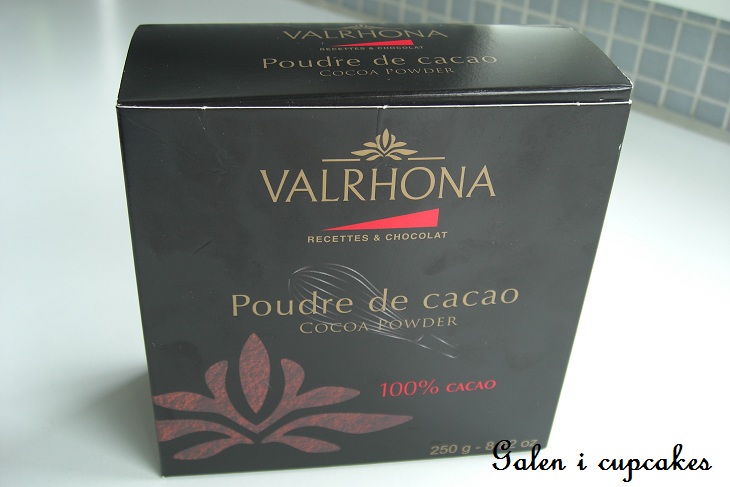 VALRHONA
RECETTES & CHOCOLAT
Poudre de cacao
COCOA POWDER
VALRHONA
RECETTES & CHOCOLAT
Poudre de cacao
COCOA POWDER
100% CACAO
250 g - oz
Galen i cupcakes